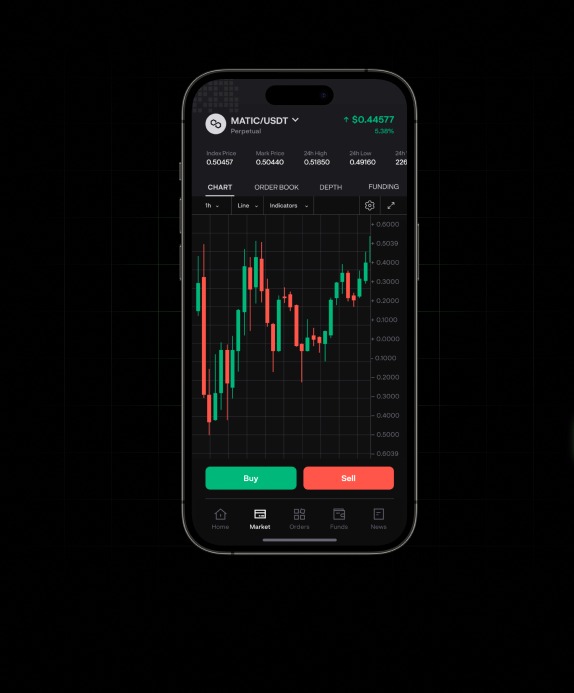 MATIC/USDT
↑ $0.44577
Perpetual
5.38%
Index Price Mark Price 24h High 24h Low 24h
0.50457 0.50440 0.51850 0.49160 226
CHART ORDER BOOK DEPTH FUNDING
1h Line Indicators
0.6000
0.5039
0.4000
0.3000
0.2000
0.1000
0.0000
0.1000
0.2000
0.3000
0.4000
0.5000
0.6039
Buy Sell
Home Market Orders Funds News